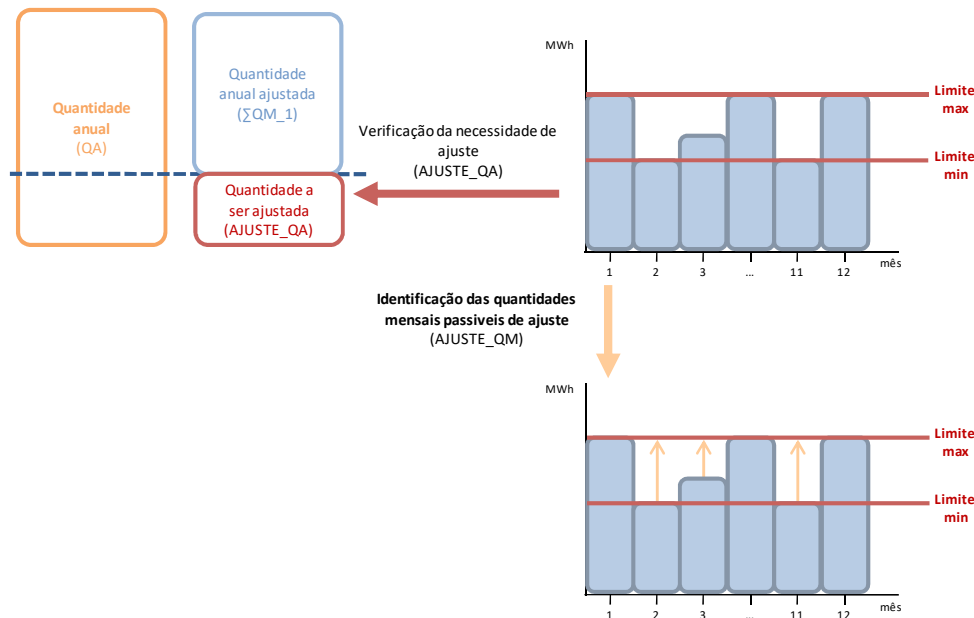 Quantidade
anual
(QA)
Quantidade
anual ajustada
(∑QM_1)
Quantidade a
ser ajustada
(AJUSTE_QA)
Verificação da necessidade de
ajuste
(AJUSTE_QA)
MWh
Limite
max
Limite
min
1 2 3 ... 11 12
mês
Identificação das quantidades
mensais passiveis de ajuste
(AJUSTE_QM)
MWh
Limite
max
Limite
min
1 2 3 ... 11 12
mês